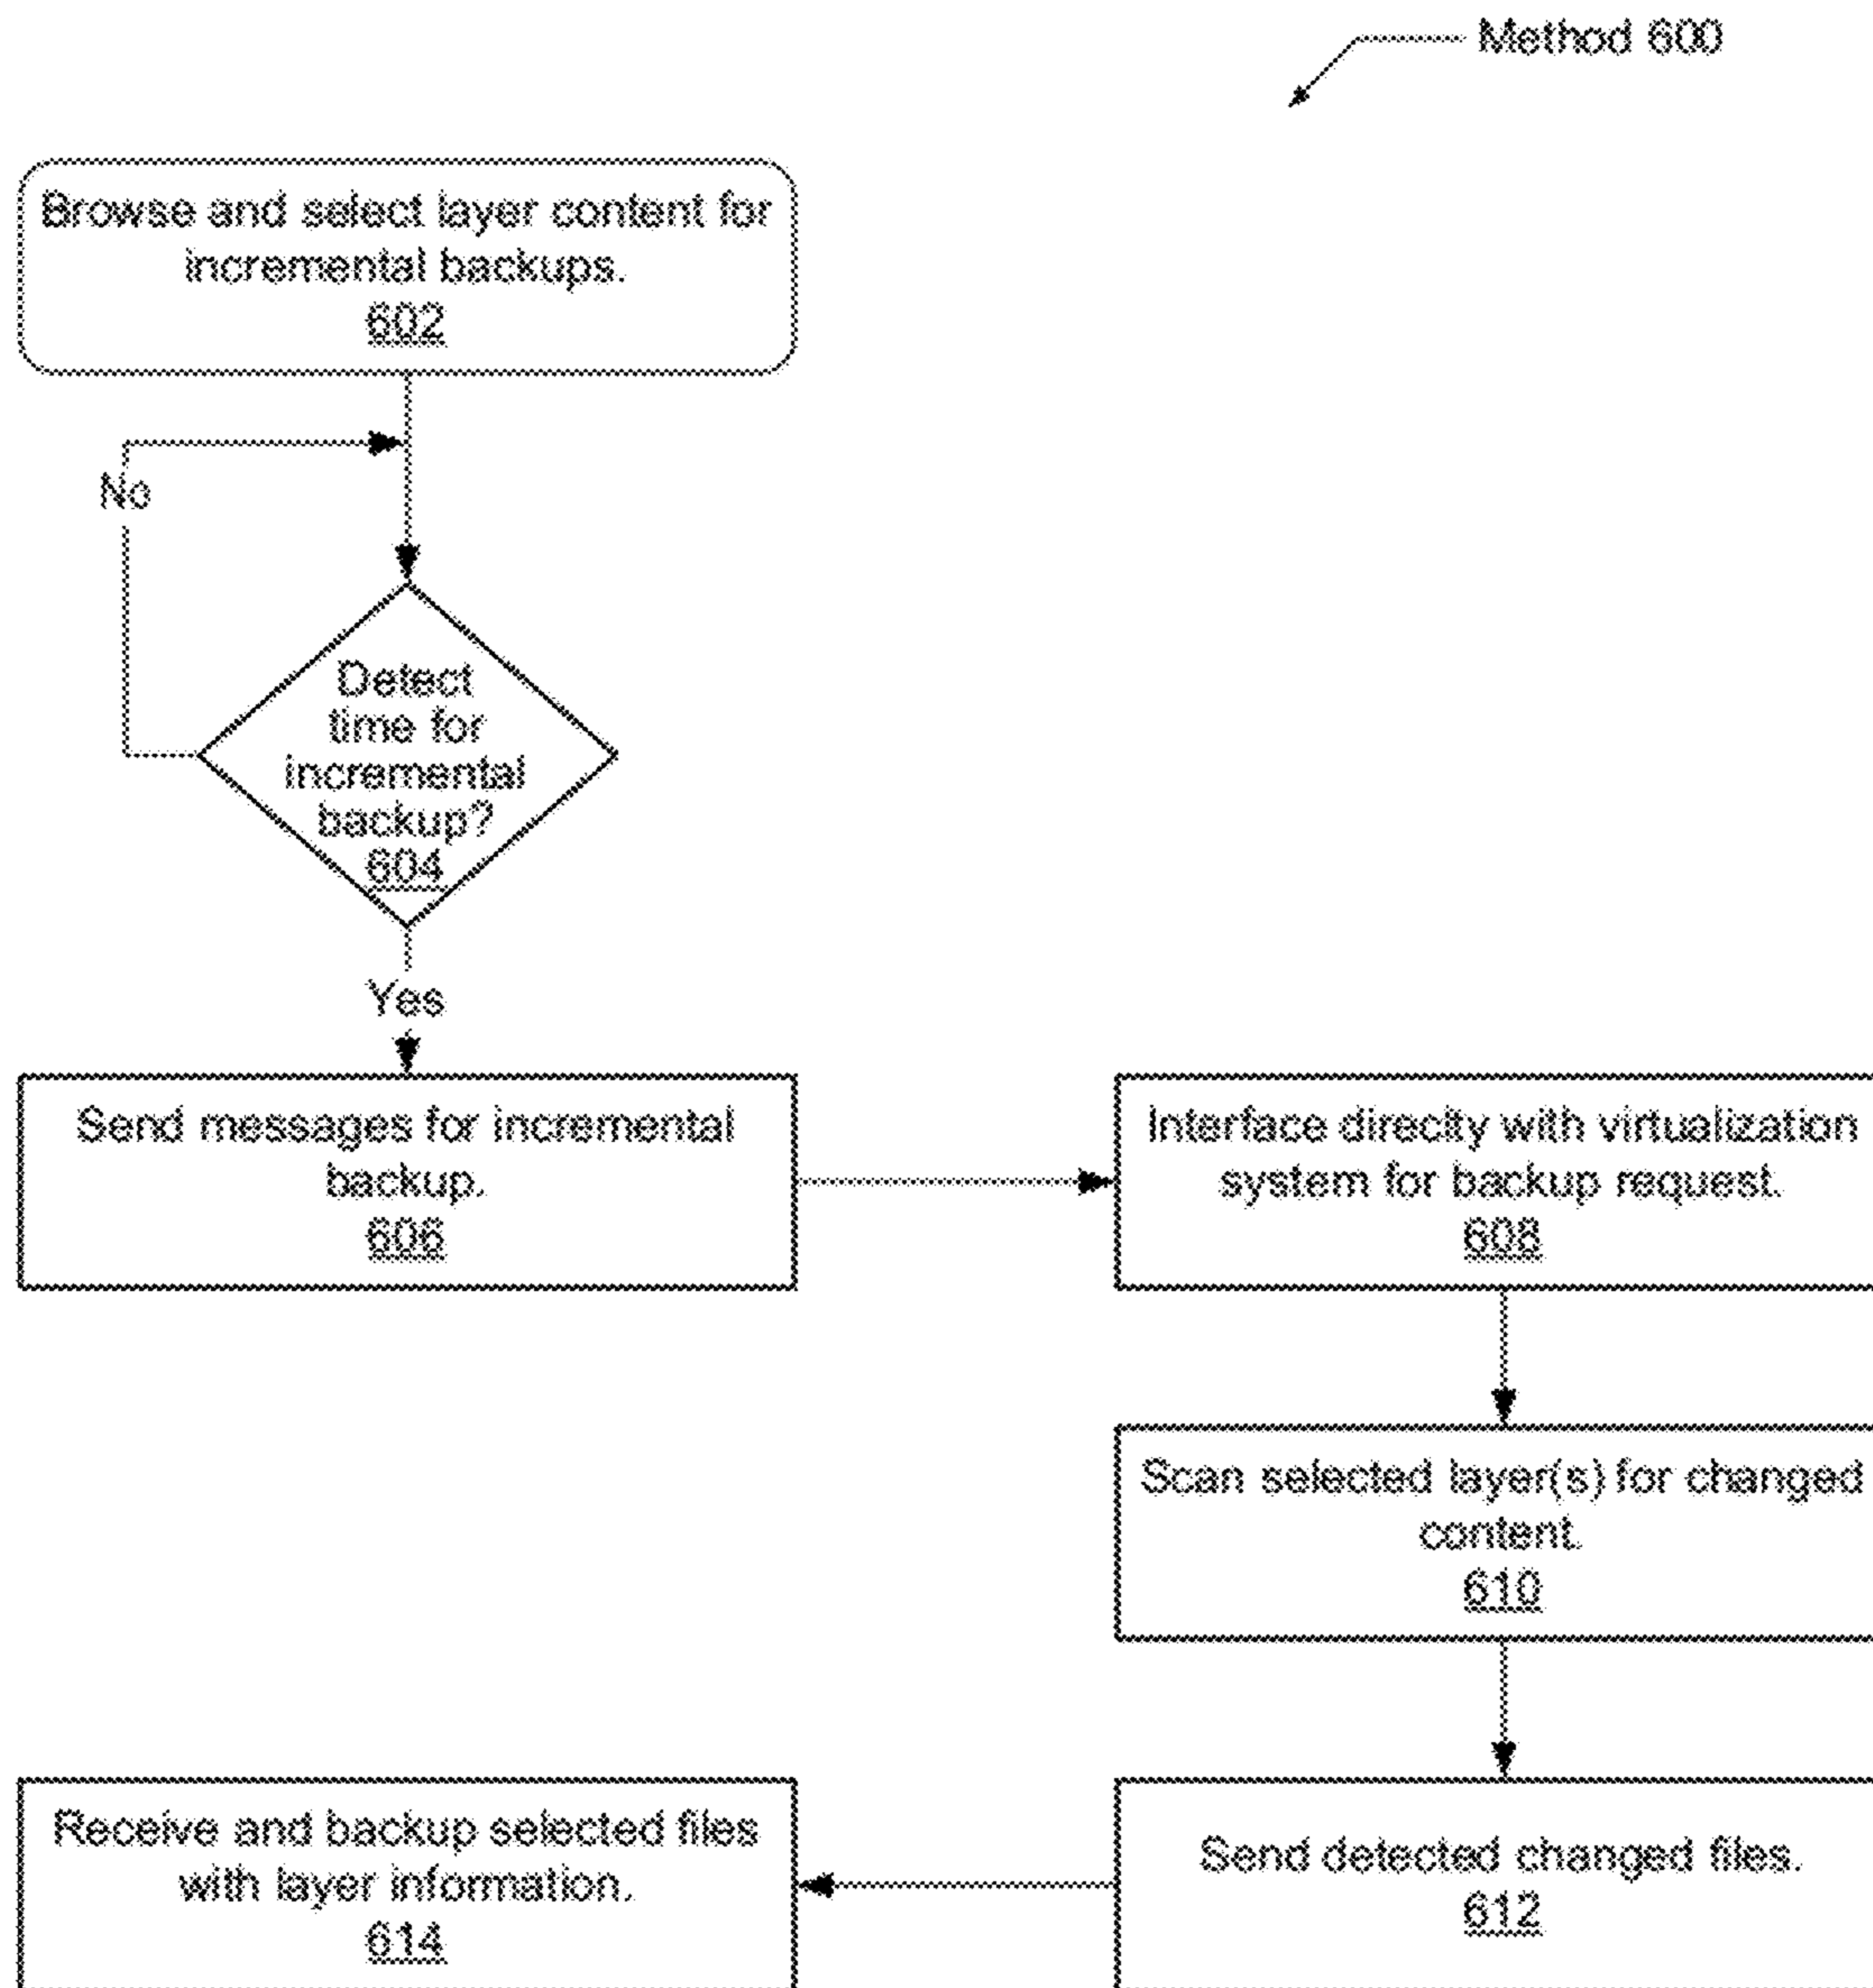 Method 600
Browse and select layer content for
incremental backups.
602
No
Detect
time for
incremental
backup?
604
Yes
Send messages for incremental
backup.
606
Interface direclty with virtualization
system for backup request.
608
Scan selected layer(s) for changed
content.
610
Send detected changed files.
612
Receive and backup selected files
with layer information.
614